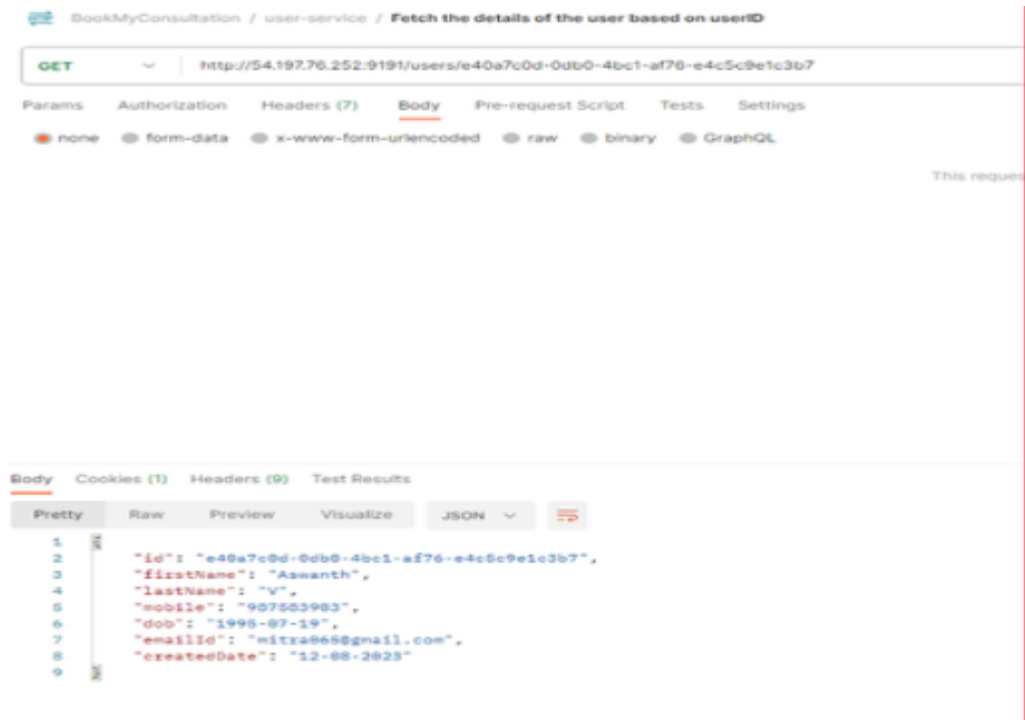 BookMyConsultation / user-service / Fetch the details of the user based on userID
GET http://54.197.76.252:9191/users/e40a7c0d-0db0-4bc1-af76-e4c5c9e1c3b7
Params Authorization Headers (7) Body Pre-request Script Tests Settings
none form-data x-www-form-urlencoded raw binary GraphQL
This reques
Body Cookies (1) Headers (9) Test Results
Pretty Raw Preview Visualize JSON
1
2 "id": "e40a7c0d-0db0-4bc1-af76-e4c5c9e1c3b7",
3 "firstName": "Aswanth",
4 "lastName": "V",
5 "mobile":
6 "dob": "1995-07-19",
7 "emailId":
8 "createdDate": "12-08-2023"
9